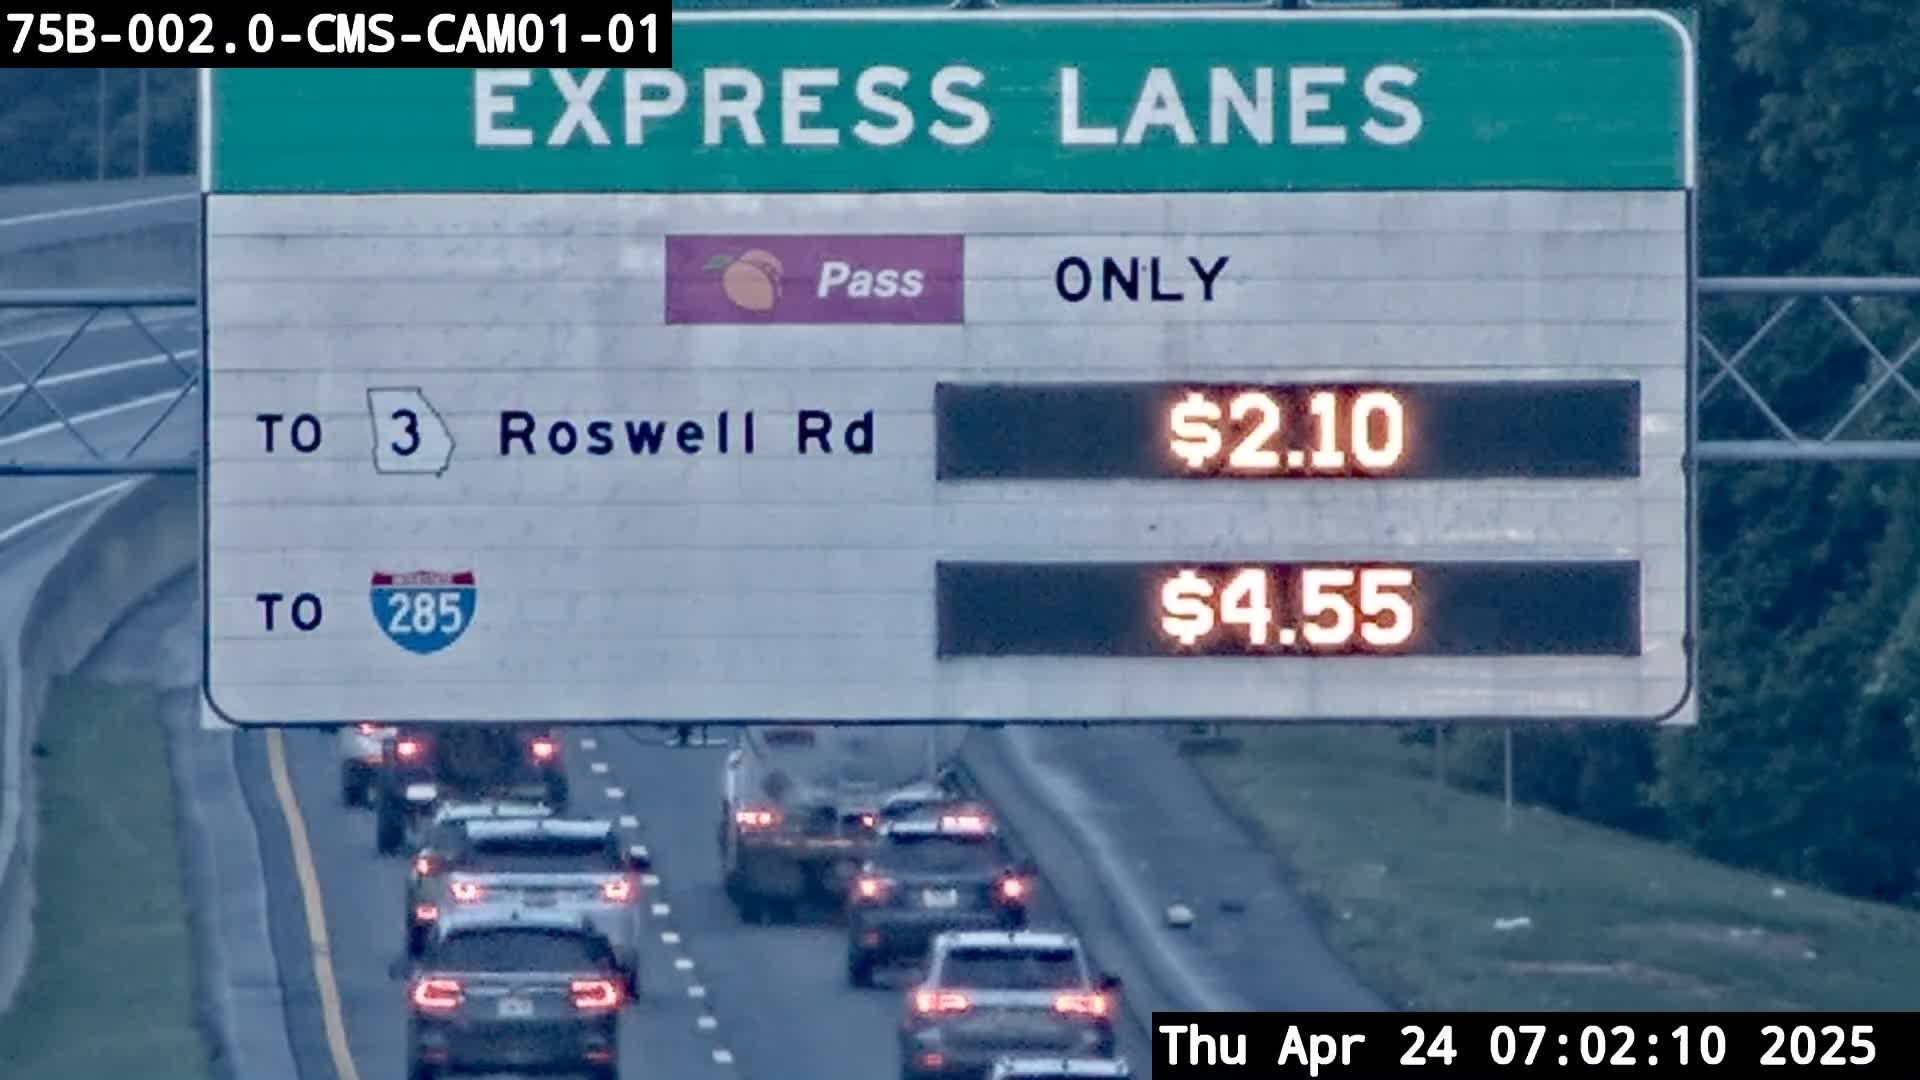 75B-002.0-CMS-CAM01-01
EXPRESS LANES
Pass ONLY
TO 3 Roswell Rd $2.10
TO 285 $4.55
Thu Apr 24 07:02:10 2025